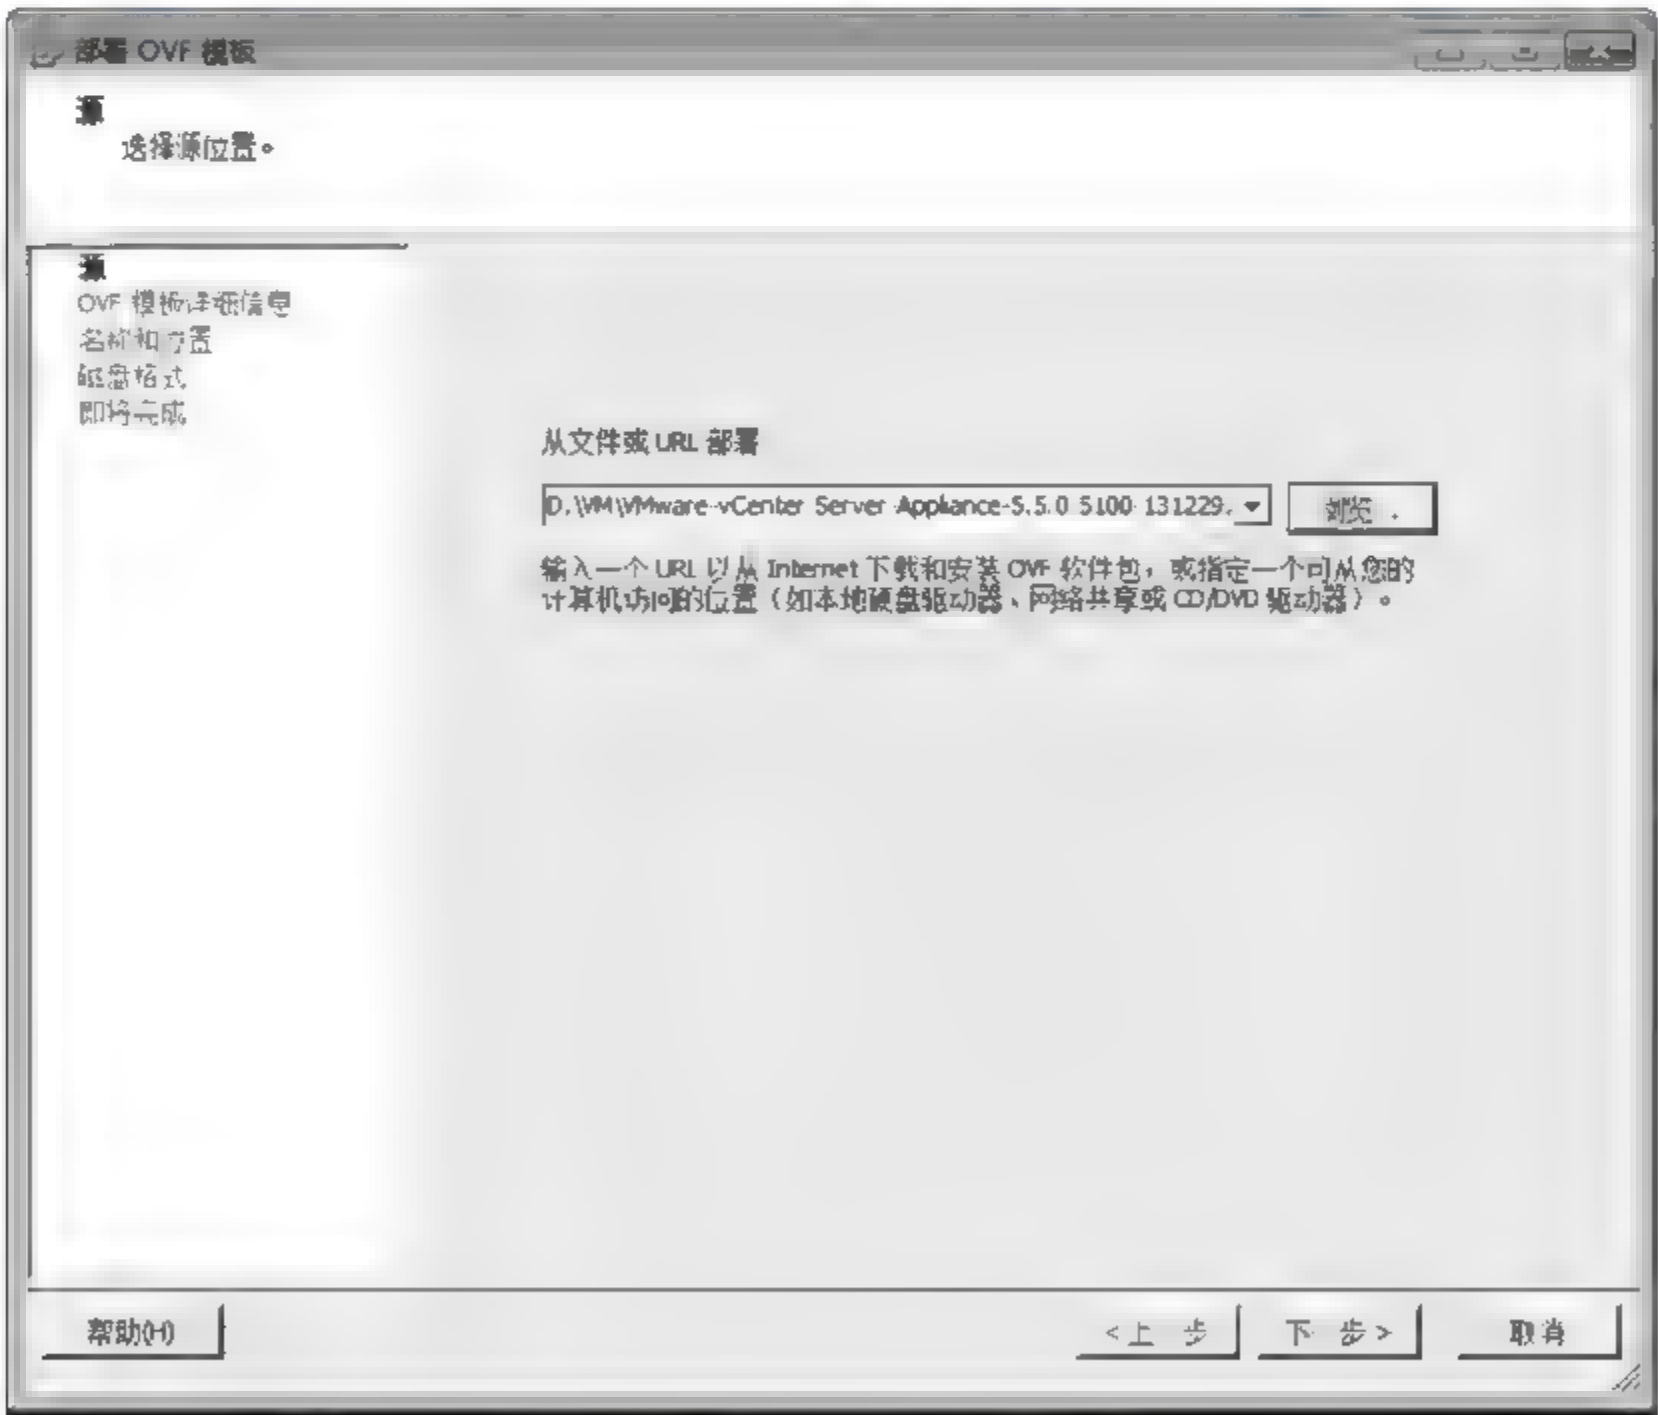 部署 OVF 模板
源
选择源位置。
源
OVF 模板详细信息
名称和位置
磁盘格式
即将完成
从文件或 URL 部署
D:\VM\VMware-vCenter-Server-Appliance-5.5.0.5100-131229.
浏览
输入一个 URL 以从 Internet 下载和安装 OVF 软件包，或指定一个可从您的
计算机访问的位置（如本地硬盘驱动器、网络共享或 CD/DVD 驱动器）。
帮助(H)
<上一步
下一步>
取消